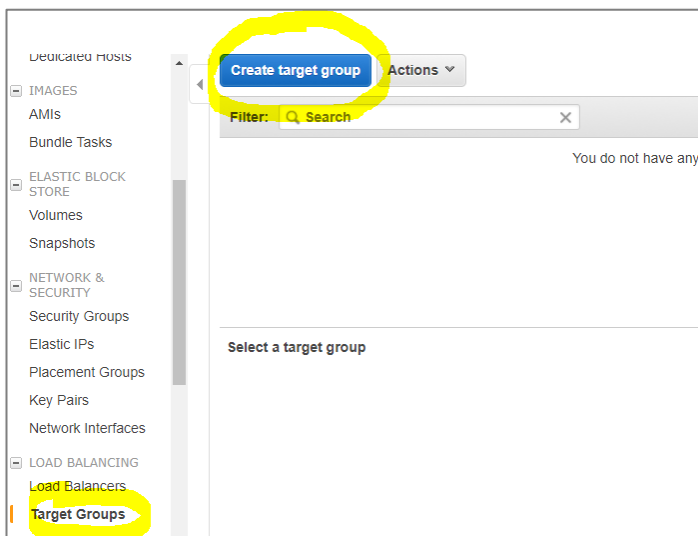 Dedicated Hosts
IMAGES
AMIs
Bundle Tasks
ELASTIC BLOCK
STORE
Volumes
Snapshots
NETWORK &
SECURITY
Security Groups
Elastic IPs
Placement Groups
Key Pairs
Network Interfaces
LOAD BALANCING
Load Balancers
Target Groups
Create target group
Actions
Filter:
Search
You do not have any
Select a target group